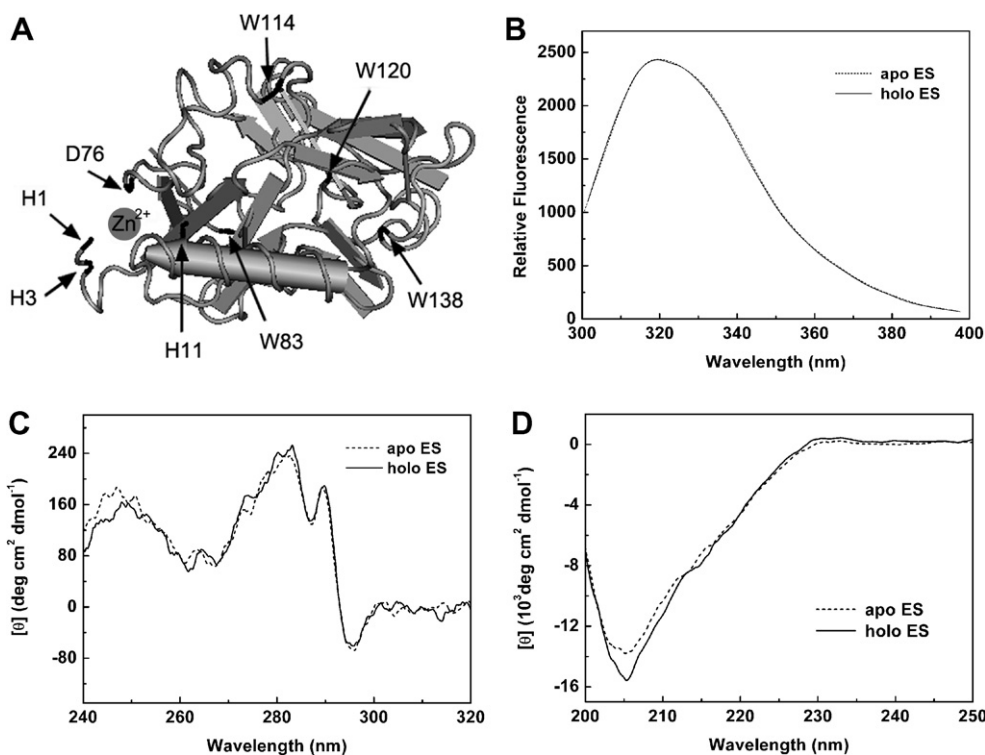 A
W114
W120
D76
H1
Zn2+
H3
H11
W83
W138
B
2500
2000
1500
1000
500
0
Relative Fluorescence
apo ES
holo ES
300 320 340 360 380 400
Wavelength (nm)
C
240
160
80
0
-80
[θ] (deg cm² dmol⁻¹)
apo ES
holo ES
240 260 280 300 320
Wavelength (nm)
D
0
-4
-8
-12
-16
[θ] (10³deg cm² dmol⁻¹)
apo ES
holo ES
200 210 220 230 240 250
Wavelength (nm)